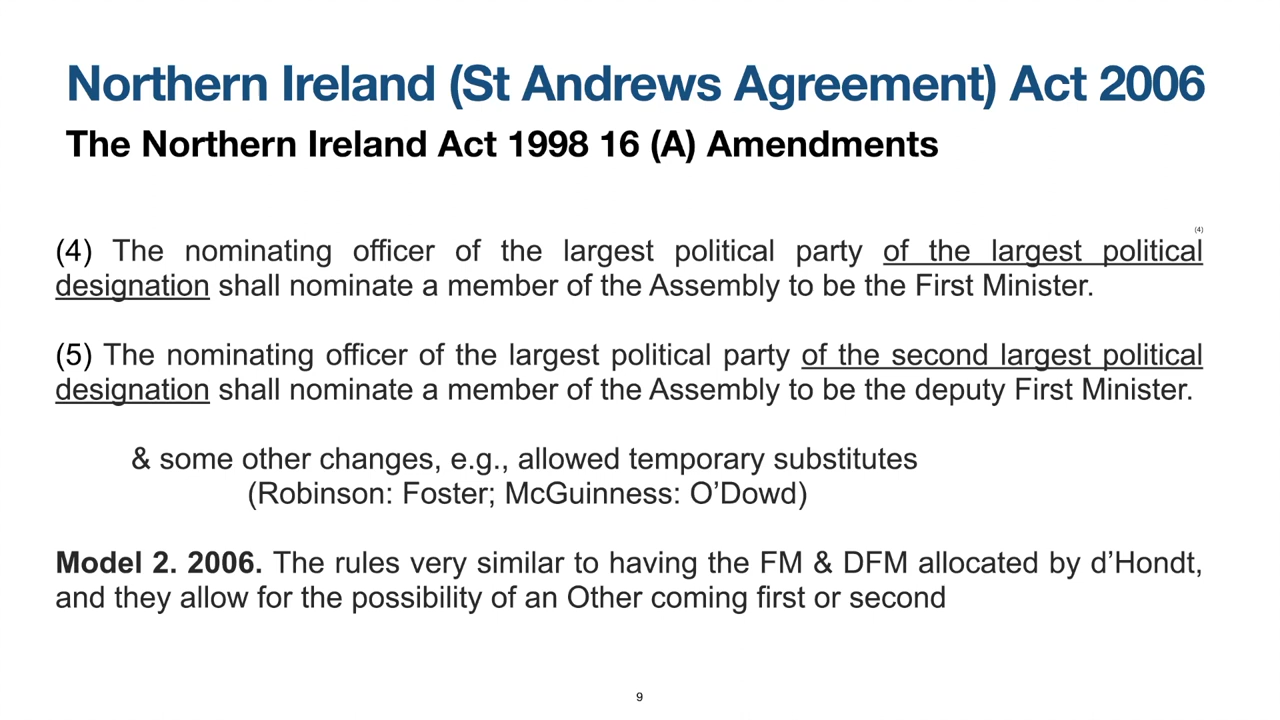 Northern Ireland (St Andrews Agreement) Act 2006
The Northern Ireland Act 1998 16 (A) Amendments
(4)
(4) The nominating officer of the largest political party of the largest political
designation shall nominate a member of the Assembly to be the First Minister.
(5) The nominating officer of the largest political party of the second largest political
designation shall nominate a member of the Assembly to be the deputy First Minister.
& some other changes, e.g., allowed temporary substitutes
(Robinson: Foster; McGuinness: O’Dowd)
Model 2. 2006. The rules very similar to having the FM & DFM allocated by d’Hondt,
and they allow for the possibility of an Other coming first or second
9